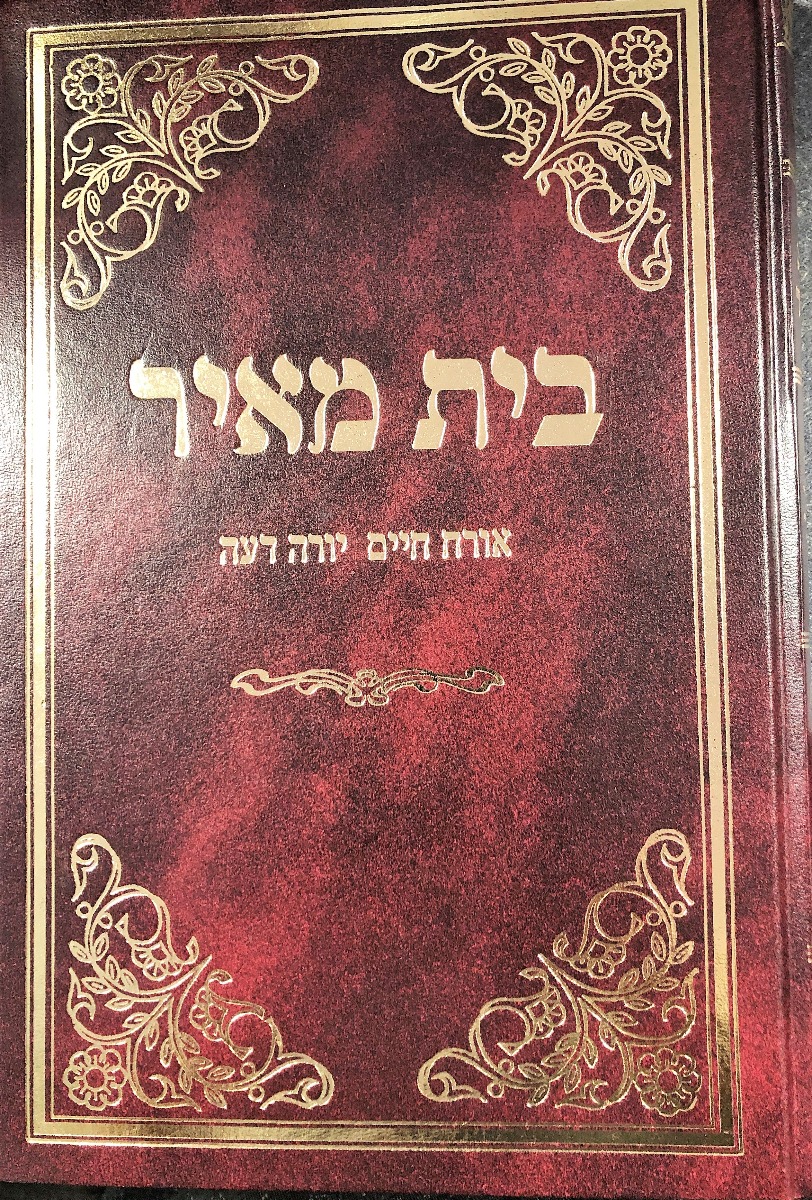 בית מאיר
אורח חיים יורה דעה